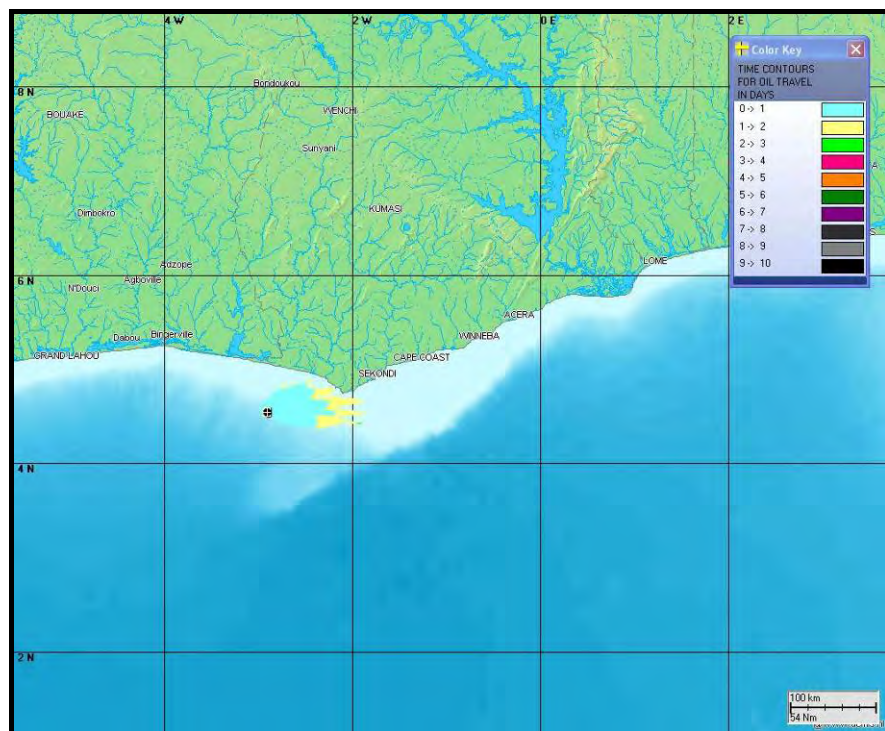 4 W
2 W
0 E
2 E
Color Key
TIME CONTOURS
FOR OIL TRAVEL
IN DAYS
0 -> 1
1 -> 2
2 -> 3
3 -> 4
4 -> 5
5 -> 6
6 -> 7
7 -> 8
8 -> 9
9 -> 10
8 N
Bondoukou
BOUAKE
WENCHI
Sunyani
Dimbokro
KUMASI
Adzope
6 N
Agboville
N'Douci
LOME
ACERA
Dabou
Bingerville
WINNEBA
GRAND LAHOU
CAPE COAST
SEKONDI
4 N
2 N
100 km
54 Nm